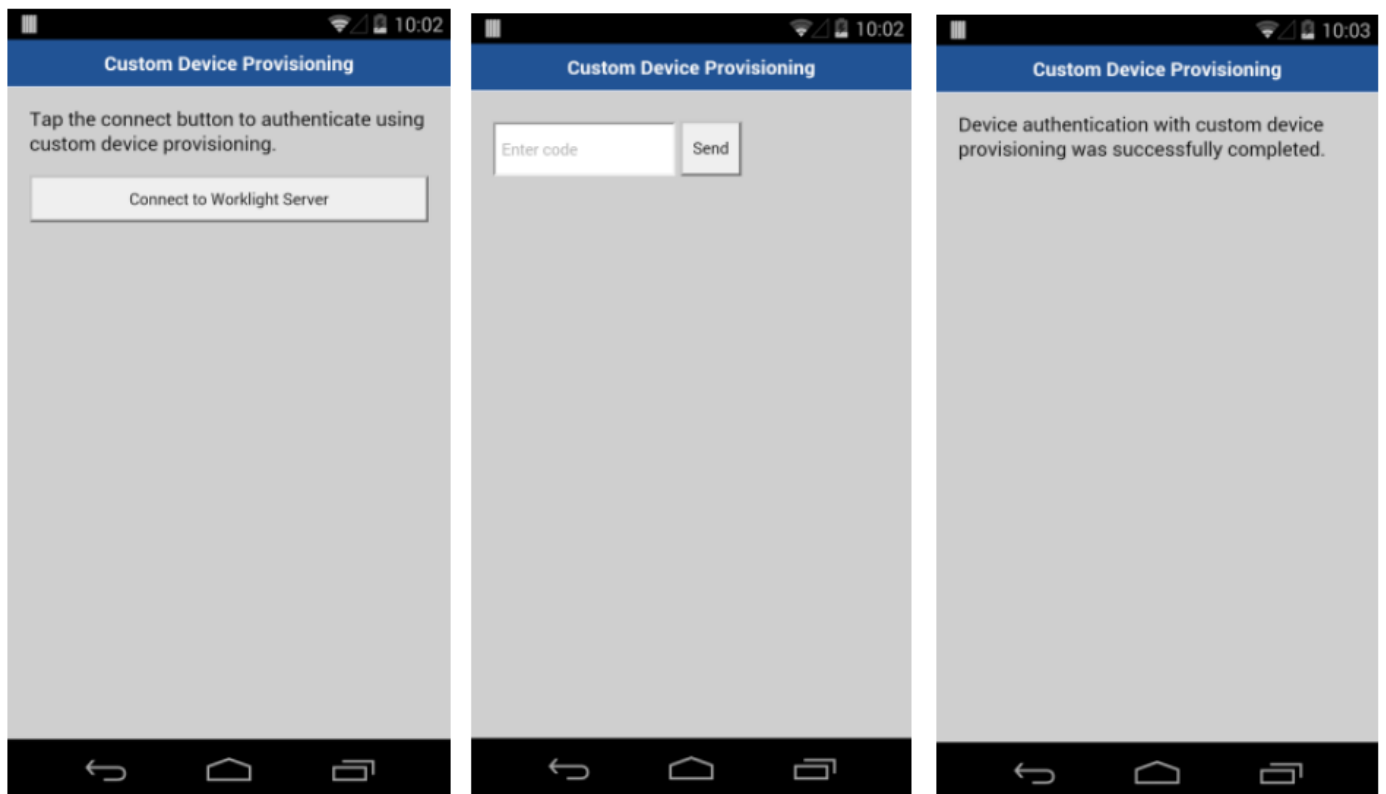 10:02
Custom Device Provisioning
Tap the connect button to authenticate using
custom device provisioning.
Connect to Worklight Server
10:02
Custom Device Provisioning
Enter code
Send
10:03
Custom Device Provisioning
Device authentication with custom device
provisioning was successfully completed.